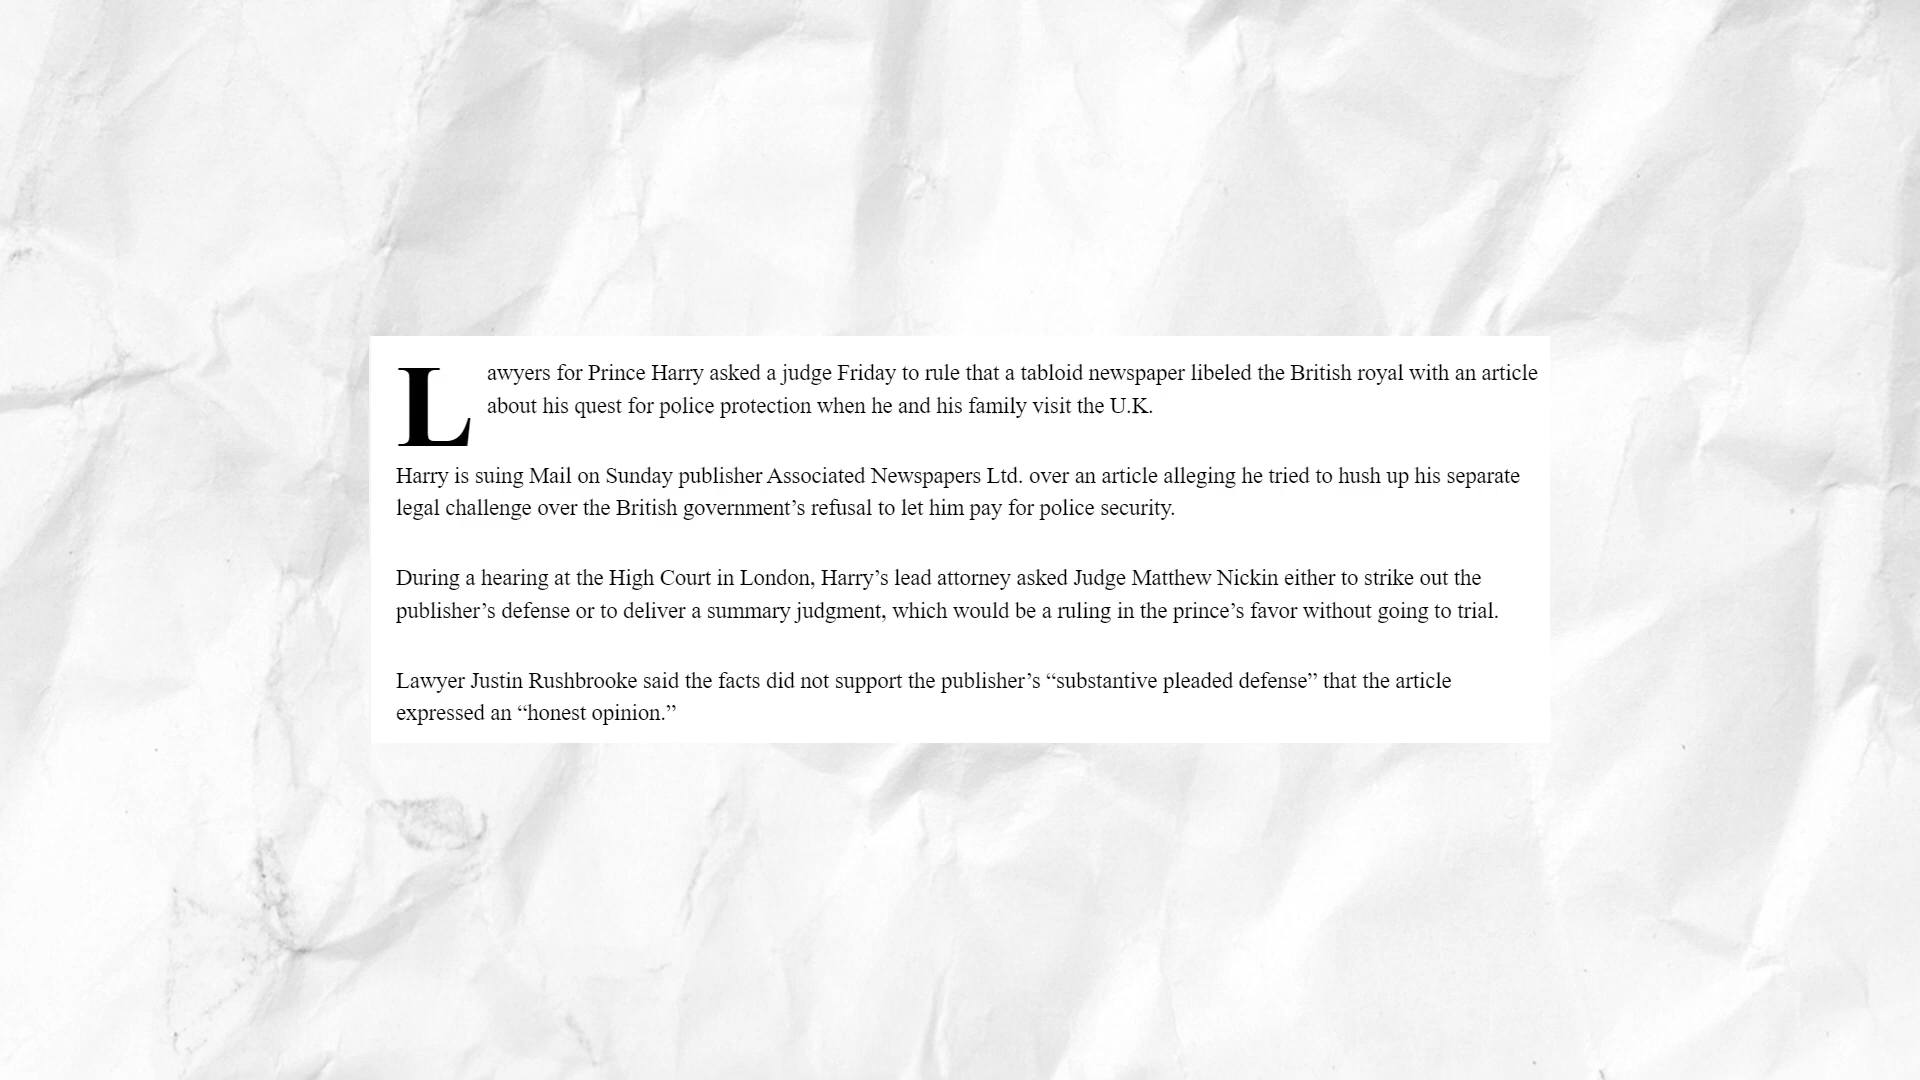 Lawyers for Prince Harry asked a judge Friday to rule that a tabloid newspaper libeled the British royal with an article
about his quest for police protection when he and his family visit the U.K.
Harry is suing Mail on Sunday publisher Associated Newspapers Ltd. over an article alleging he tried to hush up his separate
legal challenge over the British government’s refusal to let him pay for police security.
During a hearing at the High Court in London, Harry’s lead attorney asked Judge Matthew Nickin either to strike out the
publisher’s defense or to deliver a summary judgment, which would be a ruling in the prince’s favor without going to trial.
Lawyer Justin Rushbrooke said the facts did not support the publisher’s “substantive pleaded defense” that the article
expressed an “honest opinion.”